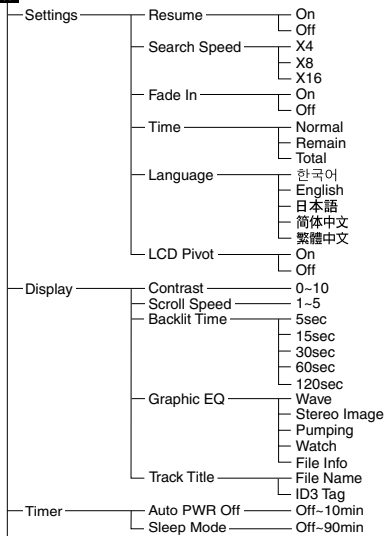 Settings Resume On
Off
Search Speed X4
X8
X16
Fade In On
Off
Time Normal
Remain
Total
Language 한국어
English
日本語
简体中文
繁體中文
LCD Pivot On
Off
Display Contrast 0~10
Scroll Speed 1~5
Backlit Time 5sec
15sec
30sec
60sec
120sec
Graphic EQ Wave
Stereo Image
Pumping
Watch
File Info
Track Title File Name
ID3 Tag
Timer Auto PWR Off Off~10min
Sleep Mode Off~90min